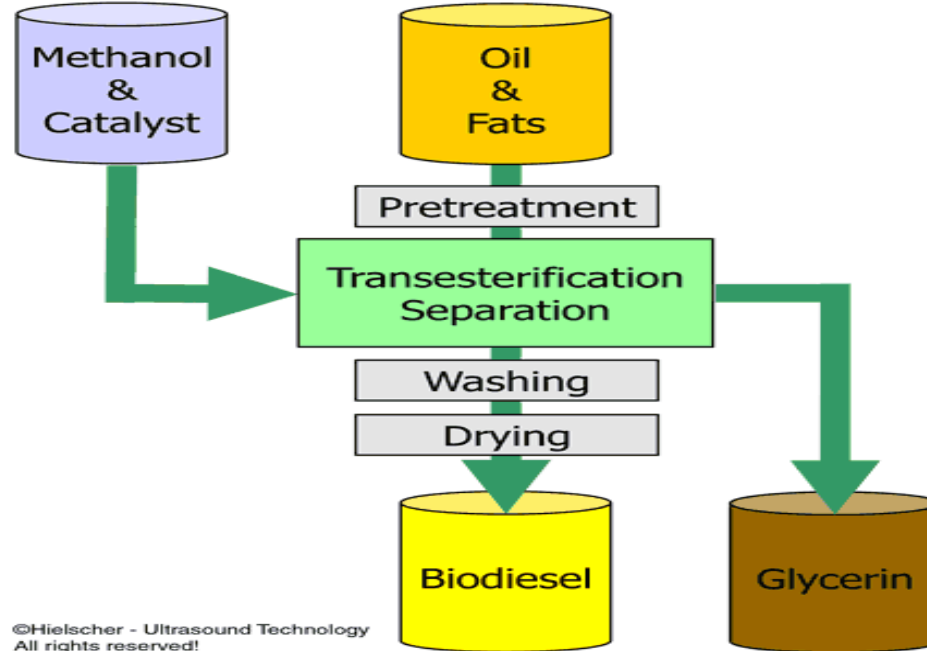 Methanol
&
Catalyst
Oil
&
Fats
Pretreatment
Transesterification
Separation
Washing
Drying
Biodiesel
Glycerin
©Hielscher - Ultrasound Technology
All rights reserved!